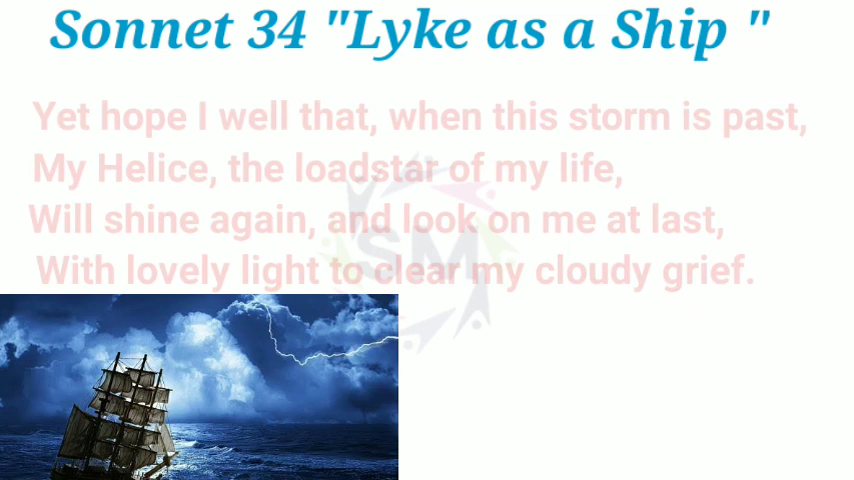 Sonnet 34 "Lyke as a Ship "
Yet hope I well that, when this storm is past,
My Helice, the loadstar of my life,
Will shine again, and look on me at last,
With lovely light to clear my cloudy grief.
SM